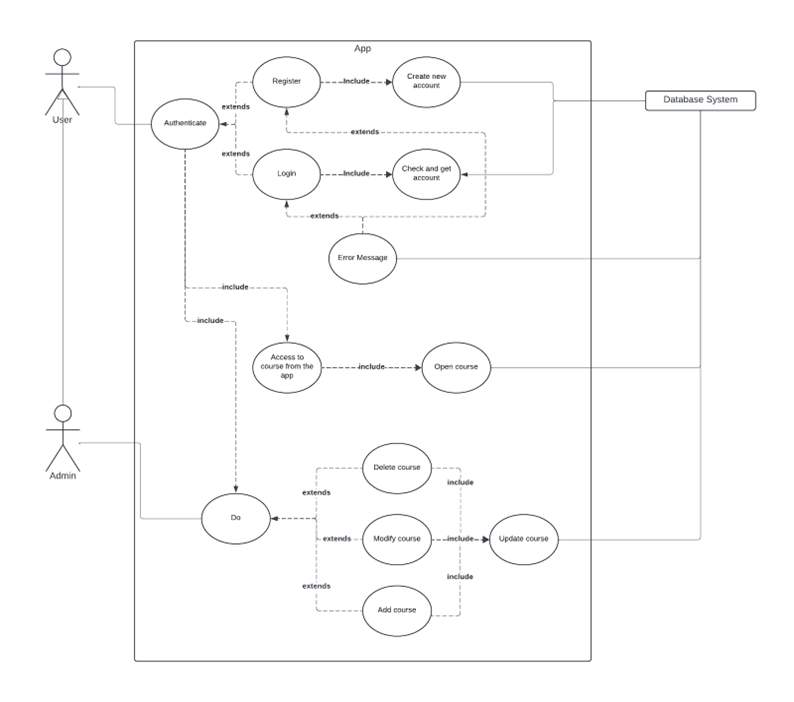 App
Register
Include
Create new
account
Database System
extends
User
Authenticate
extends
extends
Login
Include
Check and get
account
extends
Error Message
include
include
Access to
course from the
app
include
Open course
Admin
Delete course
include
extends
Do
extends
Modify course
include
Update course
include
extends
Add course